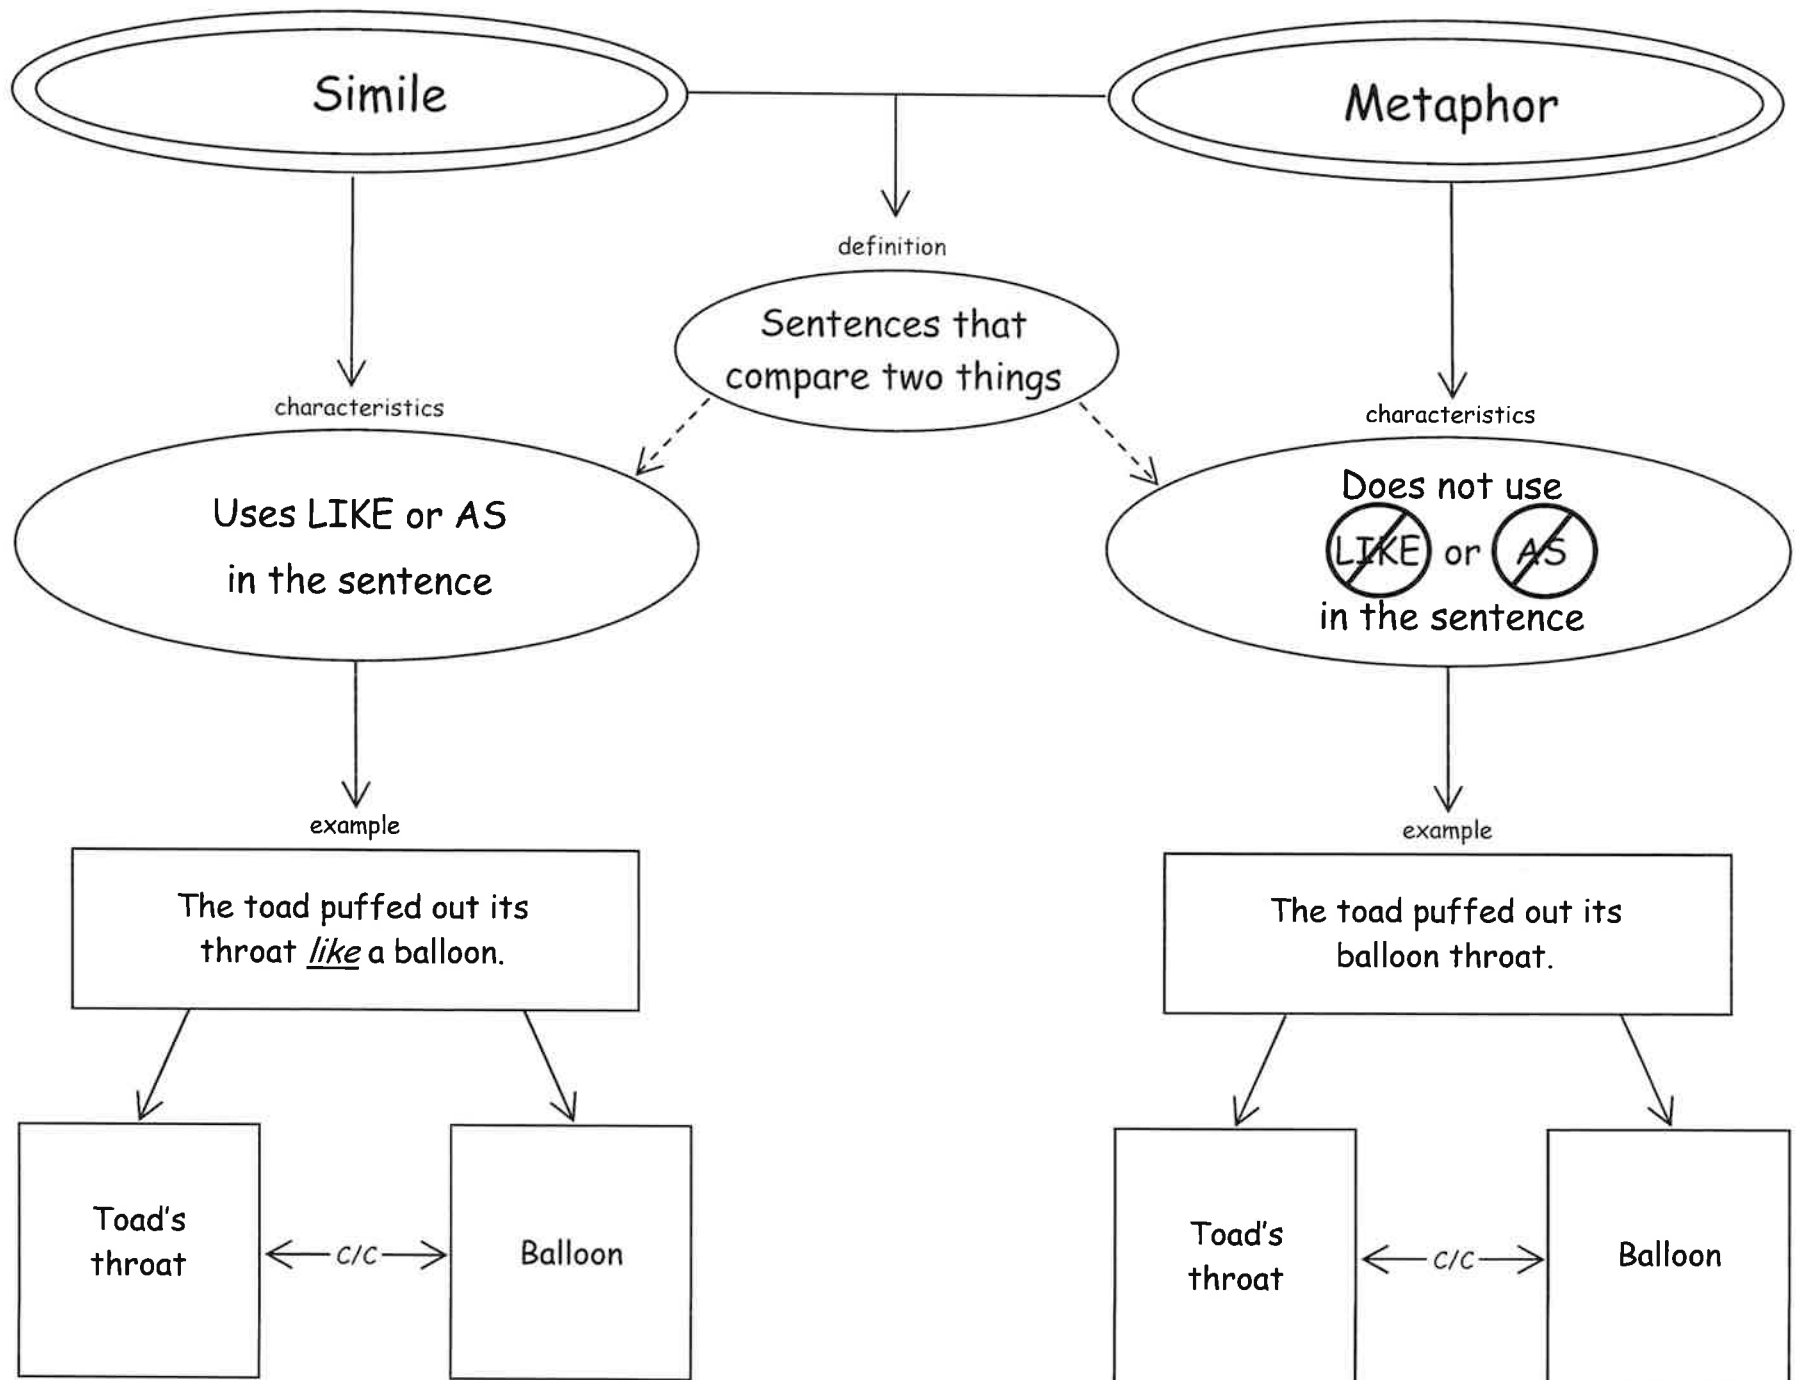 Simile
Metaphor
definition
Sentences that
compare two things
characteristics
Uses LIKE or AS
in the sentence
characteristics
Does not use
LIKE or AS
in the sentence
example
The toad puffed out its
throat like a balloon.
example
The toad puffed out its
balloon throat.
Toad's
throat
C/C
Balloon
Toad's
throat
C/C
Balloon